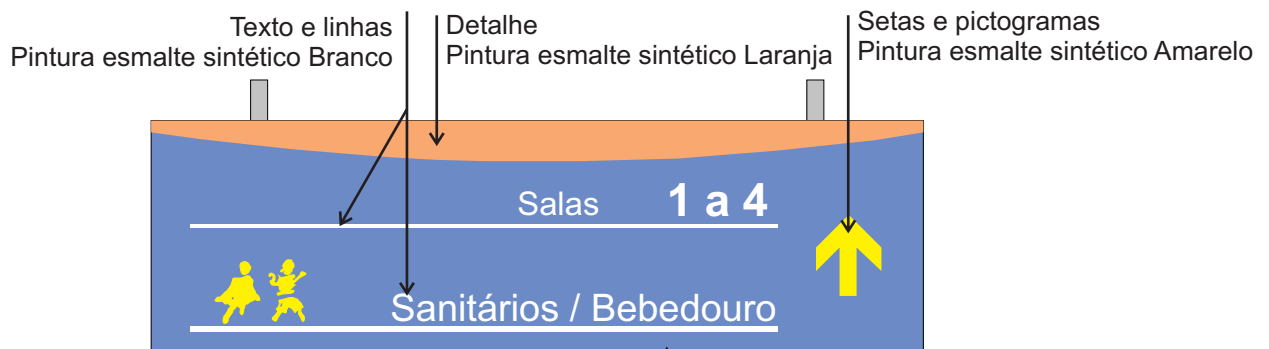 Texto e linhas
Pintura esmalte sintético Branco
Detalhe
Pintura esmalte sintético Laranja
Setas e pictogramas
Pintura esmalte sintético Amarelo
Salas 1 a 4
Sanitários / Bebedouro